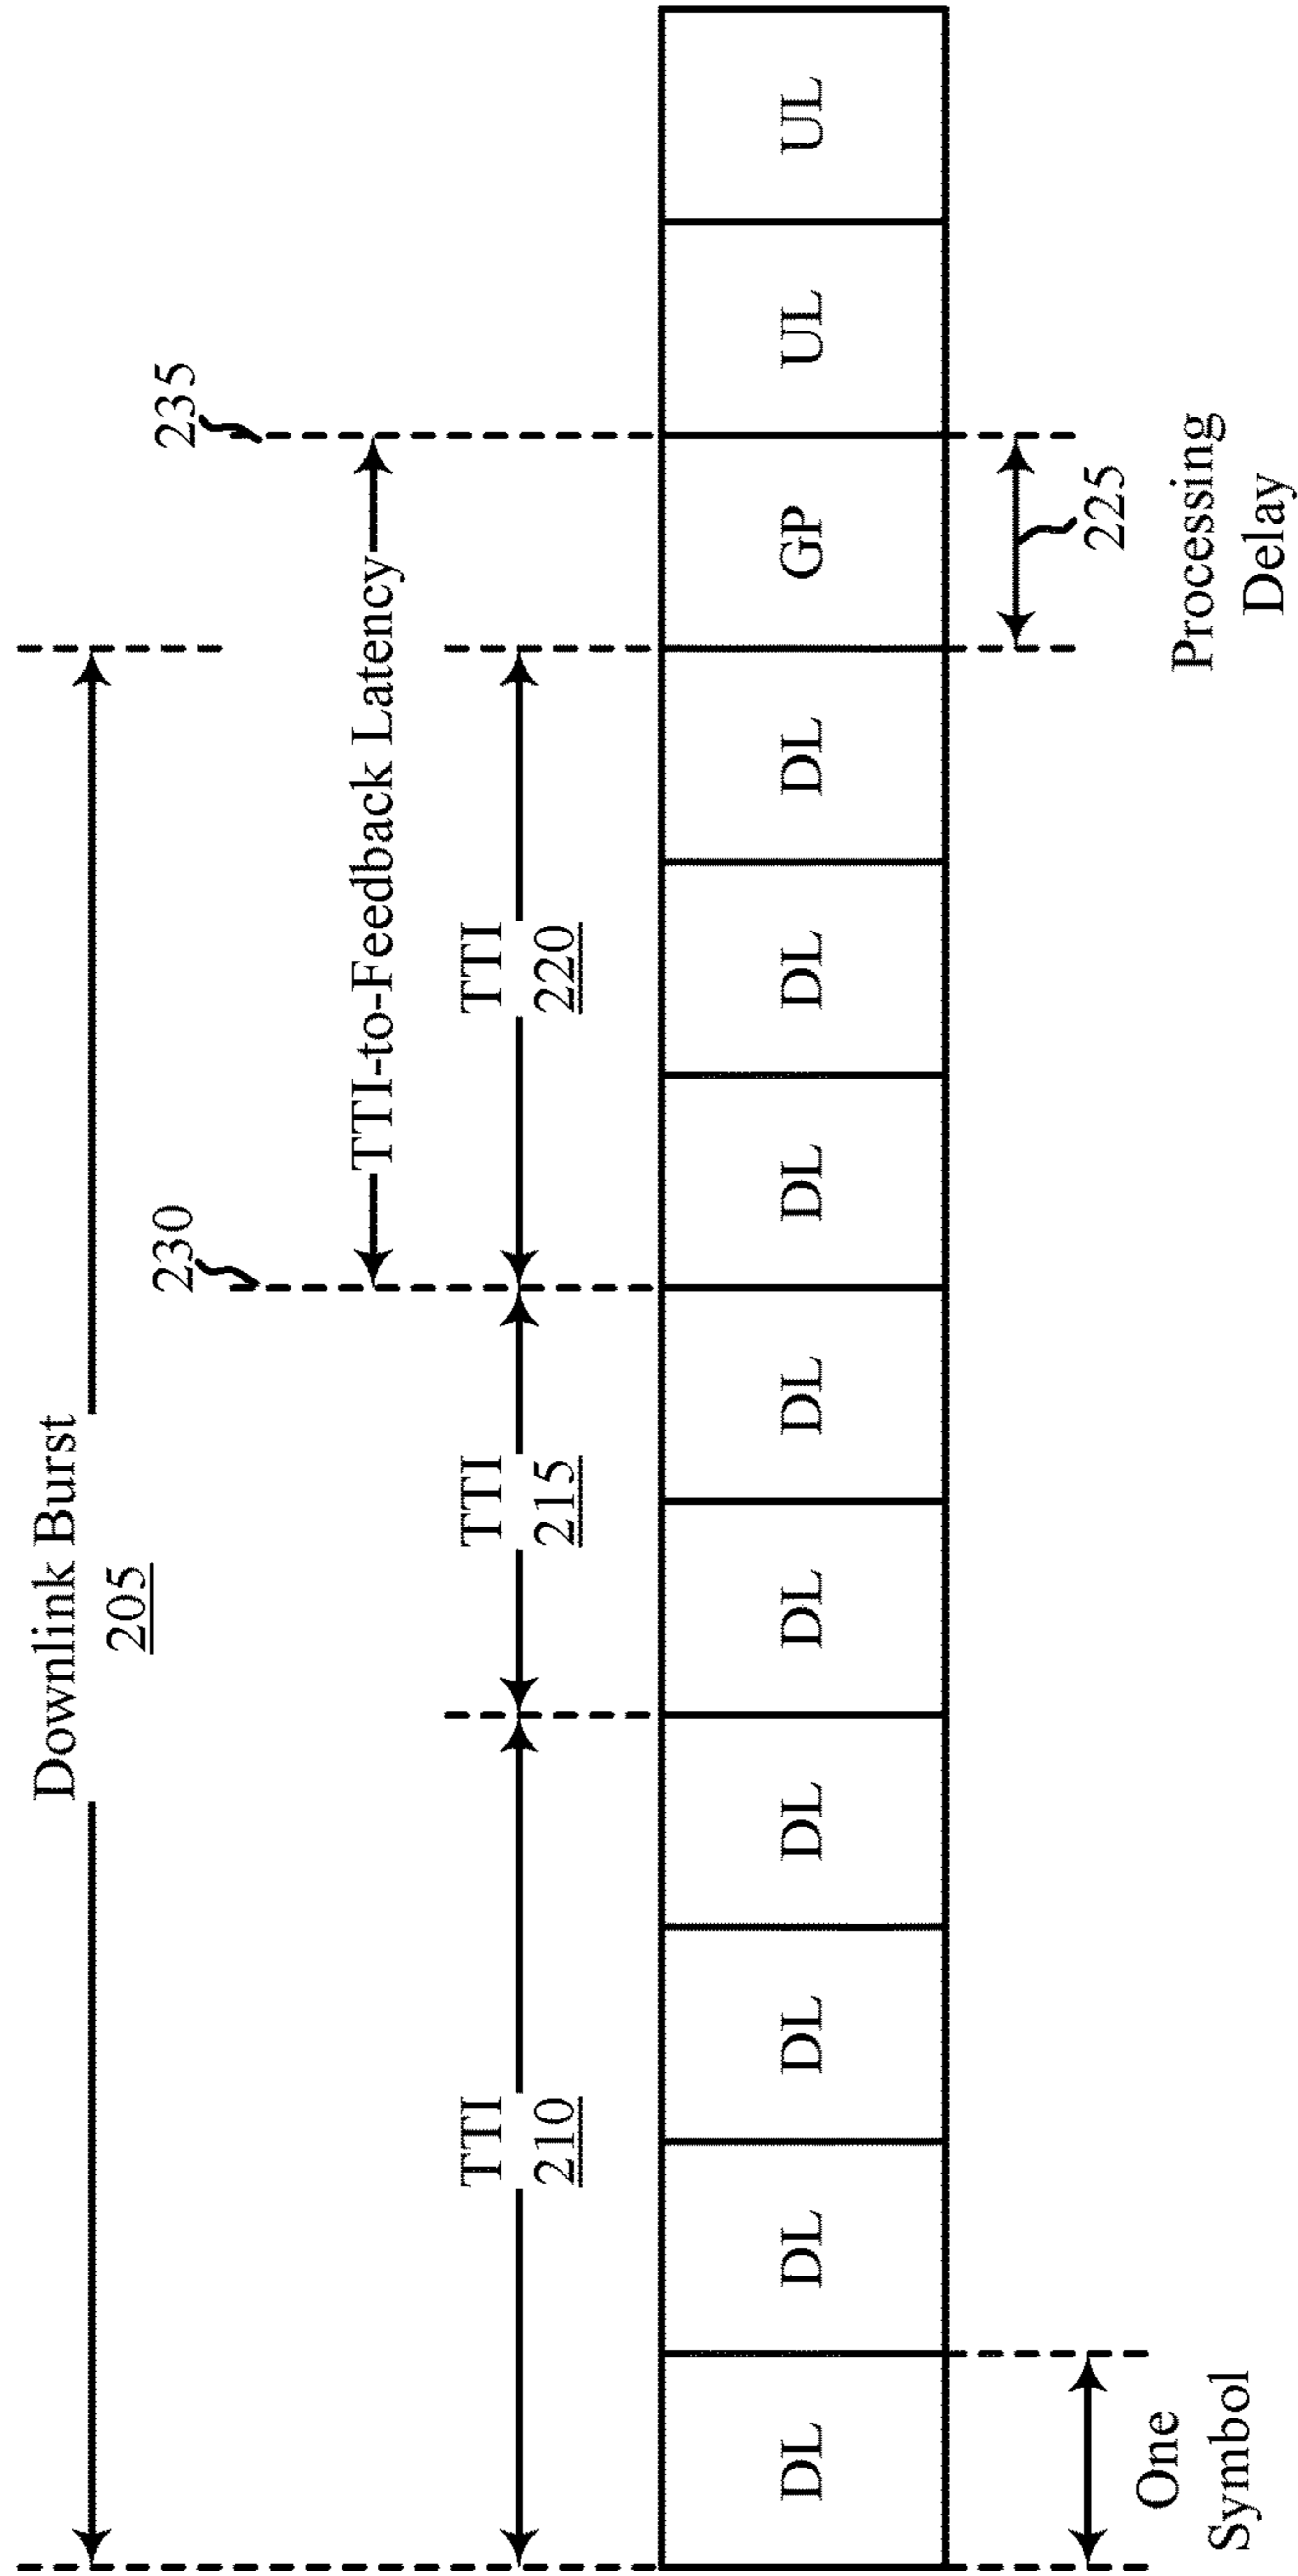 Downlink Burst
205
230
235
TTI-to-Feedback Latency
TTI
210
TTI
215
TTI
220
DL
DL
DL
DL
DL
DL
DL
DL
DL
GP
UL
UL
One
Symbol
225
Processing
Delay